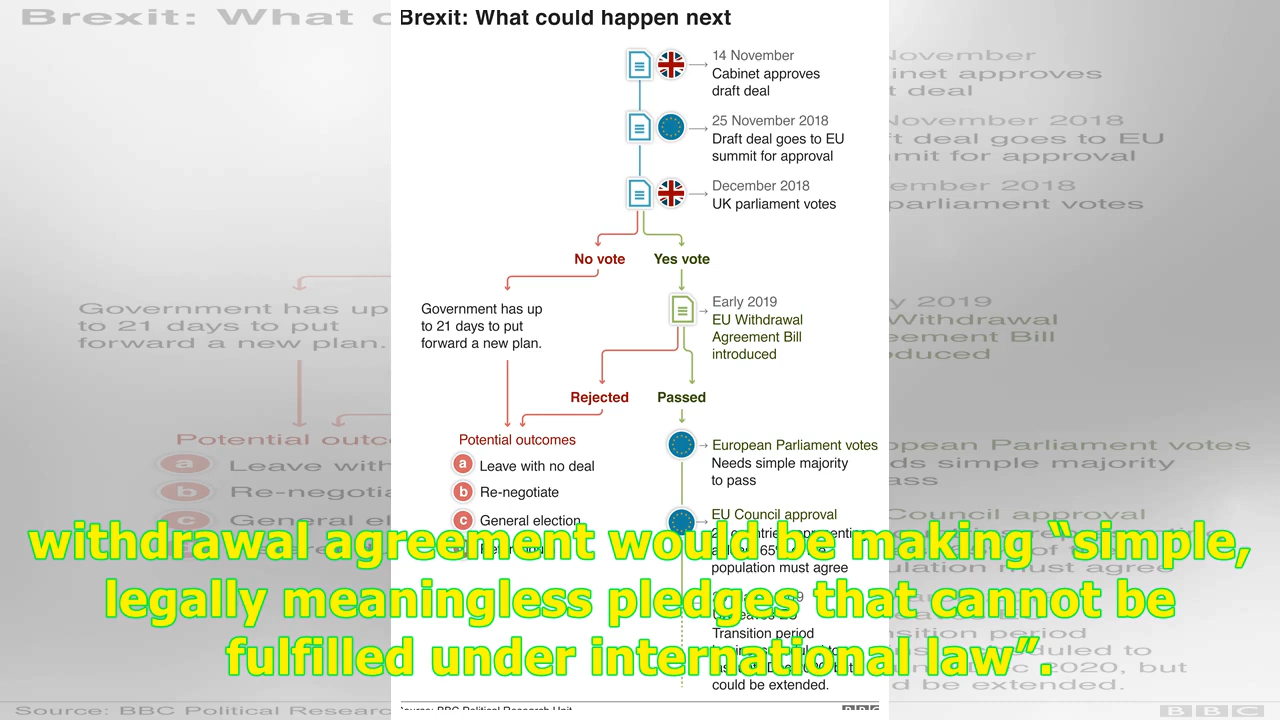 Brexit: What could happen next
14 November
Cabinet approves
draft deal
25 November 2018
Draft deal goes to EU
summit for approval
December 2018
UK parliament votes
No vote
Yes vote
Government has up
to 21 days to put
forward a new plan.
Early 2019
EU Withdrawal
Agreement Bill
introduced
Rejected
Passed
Potential outcomes
a Leave with no deal
b Re-negotiate
c General election
European Parliament votes
Needs simple majority
to pass
EU Council approval
population must agree
Transition period
could be extended.
withdrawal agreement would be making “simple,
legally meaningless pledges that cannot be
fulfilled under international law”.
Source: BBC Political Research
BBC